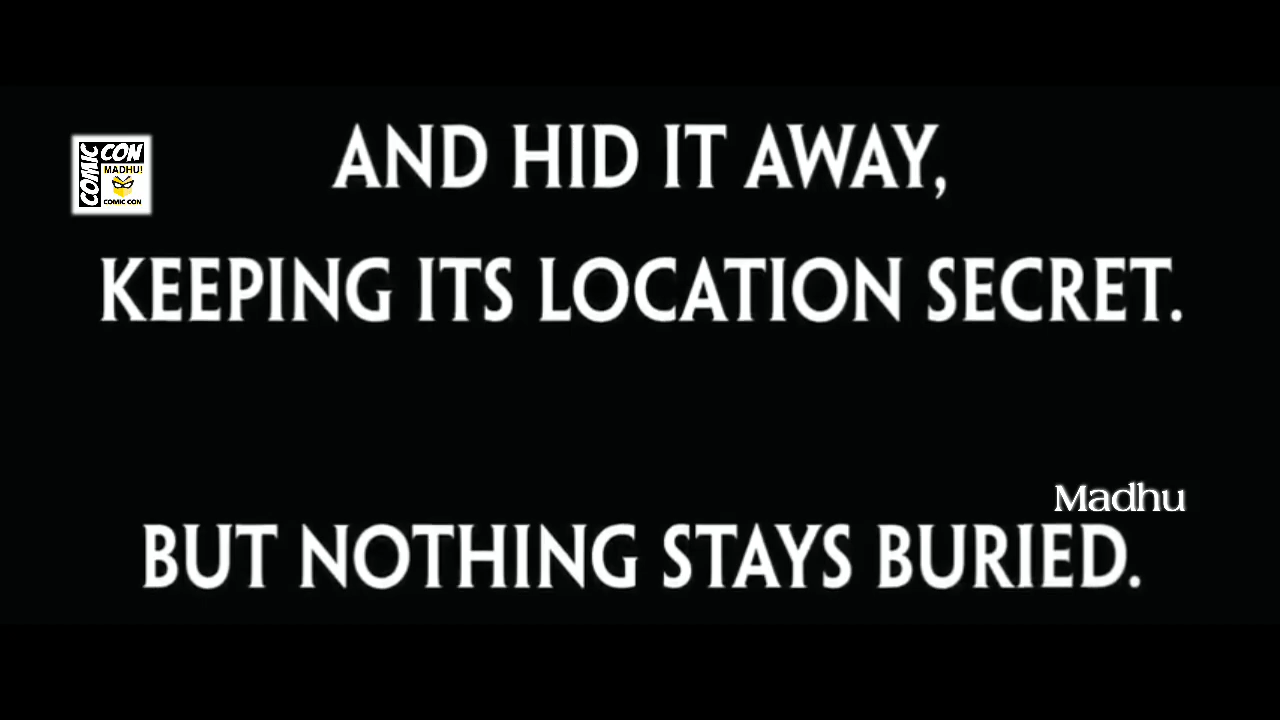 AND HID IT AWAY,
COMIC
CON
MADHU!
COMIC CON
KEEPING ITS LOCATION SECRET.
Madhu
BUT NOTHING STAYS BURIED.